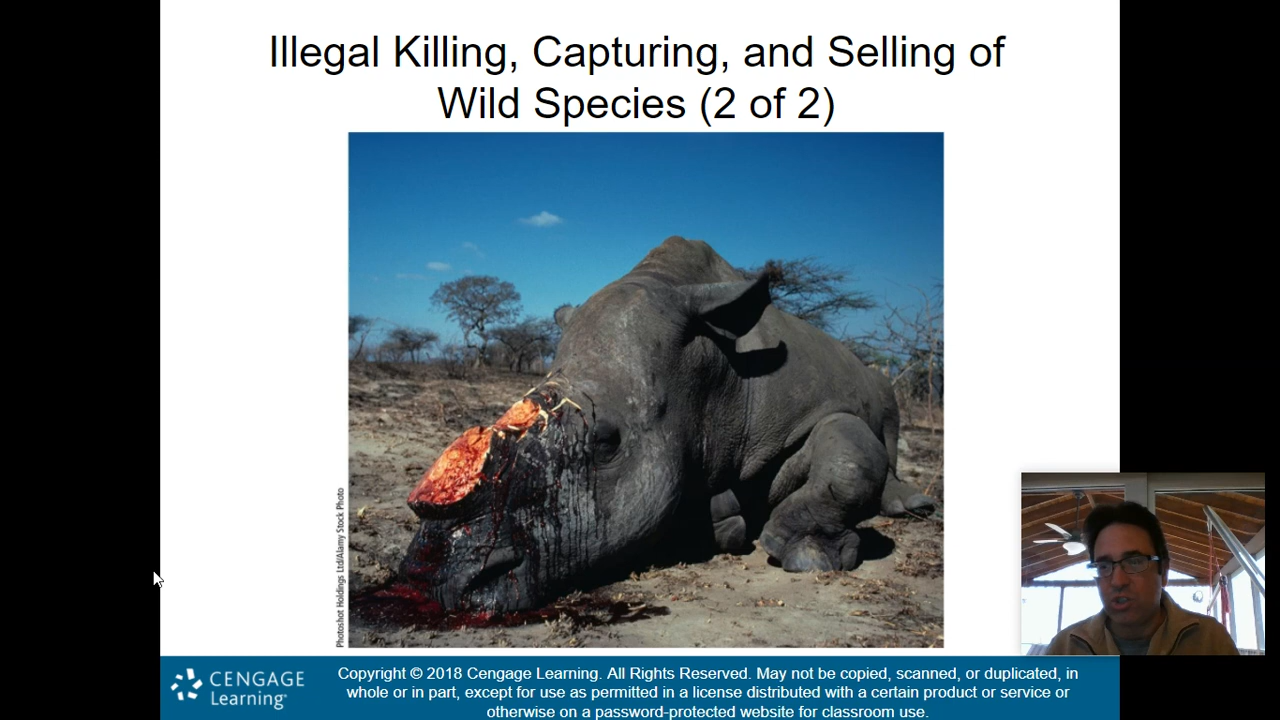 Illegal Killing, Capturing, and Selling of
Wild Species (2 of 2)
Photoshot Holdings Ltd/Alamy Stock Photo
CENGAGE
Learning™
Copyright © 2018 Cengage Learning. All Rights Reserved. May not be copied, scanned, or duplicated, in
whole or in part, except for use as permitted in a license distributed with a certain product or service or
otherwise on a password-protected website for classroom use.